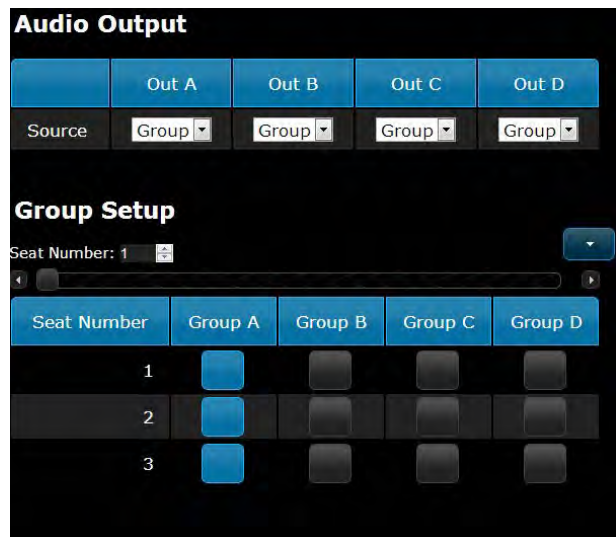 Audio Output
Out A Out B Out C Out D
Source Group Group Group Group
Group Setup
Seat Number: 1
Seat Number Group A Group B Group C Group D
1
2
3